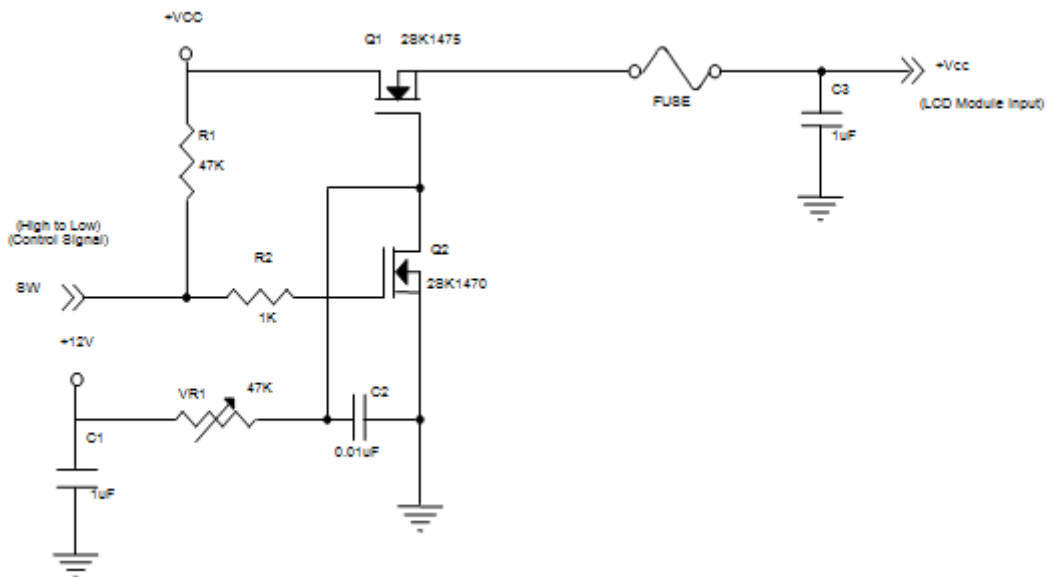 +VCC
Q1 2SK1475
+Vcc
FUSE
C3
(LCD Module Input)
1uF
R1
47K
(High to Low)
(Control Signal)
Q2
R2
SW
2SK1470
1K
+12V
VR1
47K
C2
C1
0.01uF
1uF